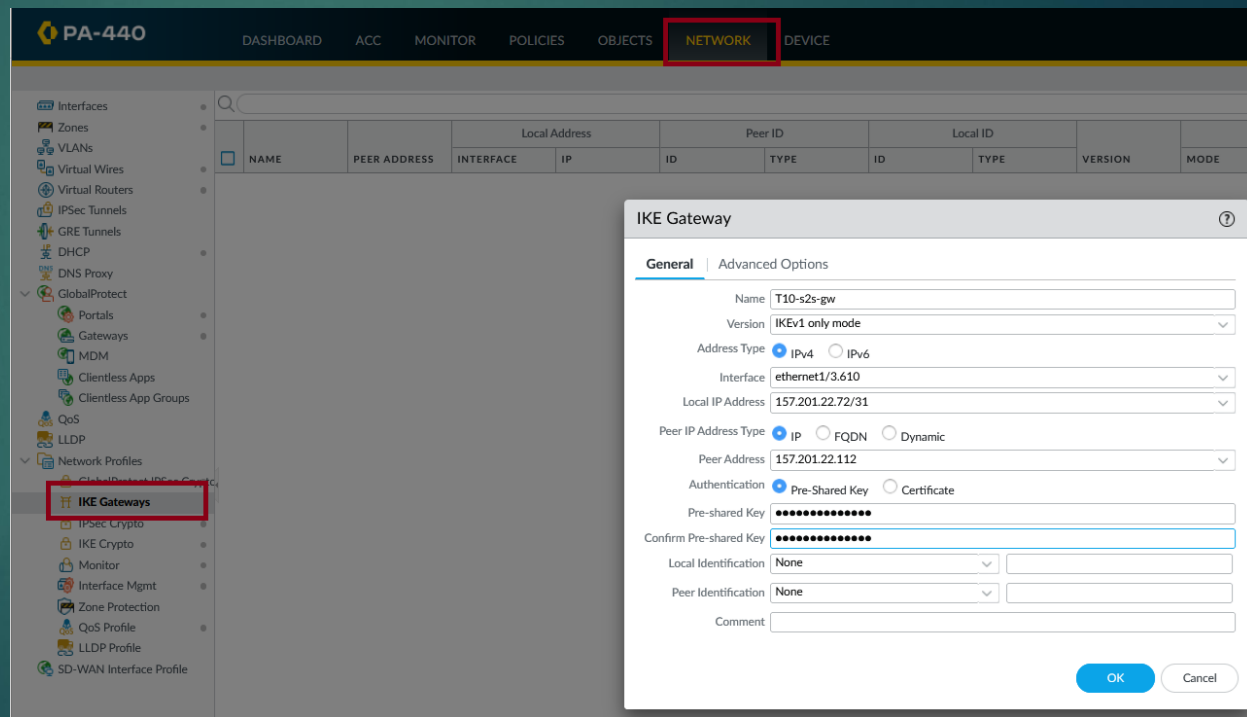 PA-440
DASHBOARD ACC MONITOR POLICIES OBJECTS NETWORK DEVICE
Interfaces
Zones
VLANs
Virtual Wires
Virtual Routers
IPSec Tunnels
GRE Tunnels
DHCP
DNS Proxy
GlobalProtect
Portals
Gateways
MDM
Clientless Apps
Clientless App Groups
QoS
LLDP
Network Profiles
GlobalProtect IPSec Crypto
IKE Gateways
IPSec Crypto
IKE Crypto
Monitor
Interface Mgmt
Zone Protection
QoS Profile
LLDP Profile
SD-WAN Interface Profile
Local Address Peer ID Local ID
NAME PEER ADDRESS INTERFACE IP ID TYPE ID TYPE VERSION MODE
IKE Gateway
General Advanced Options
Name T10-s2s-gw
Version IKEv1 only mode
Address Type IPv4 IPv6
Interface ethernet1/3.610
Local IP Address 157.201.22.72/31
Peer IP Address Type IP FQDN Dynamic
Peer Address 157.201.22.112
Authentication Pre-Shared Key Certificate
Pre-shared Key ••••••••••••••
Confirm Pre-shared Key ••••••••••••••
Local Identification None
Peer Identification None
Comment
OK Cancel